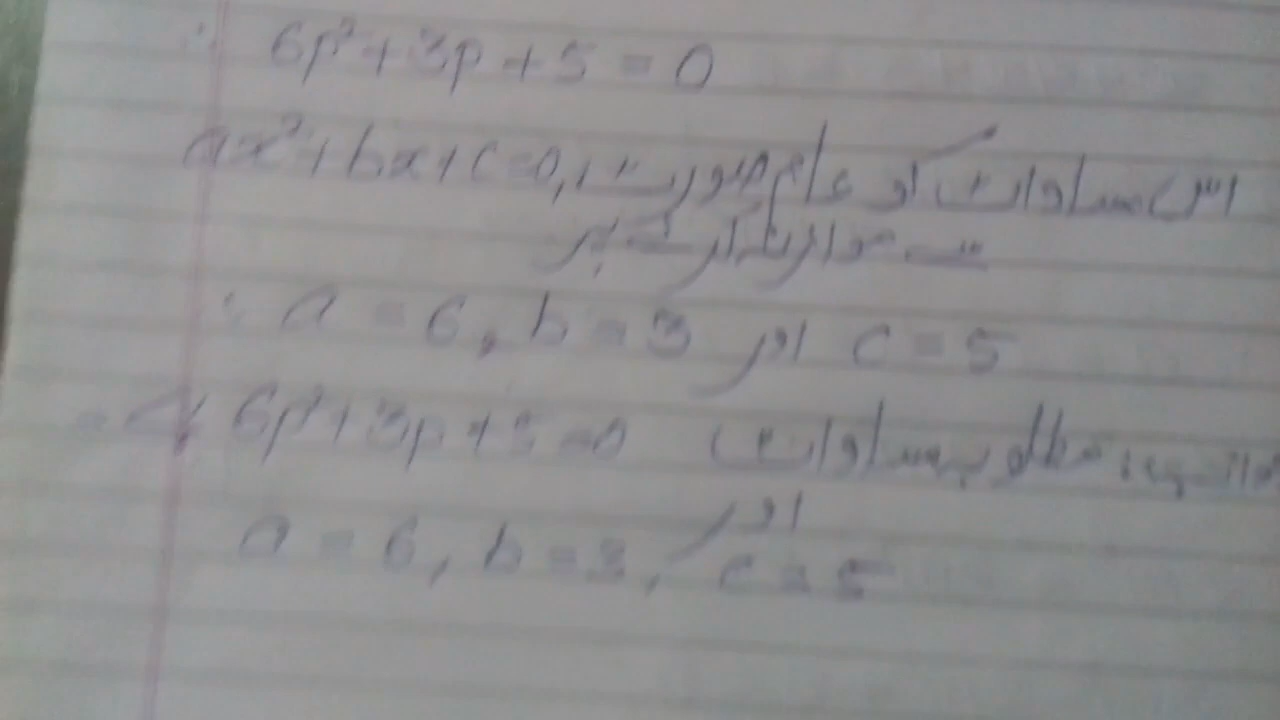 ∴ 6p² + 3p + 5 = 0
اس مساوات کو عام صورت ax² + bx + c = 0,
سے موازنہ کرنے پر
∴ a = 6, b = 3 اور c = 5
مطلوبہ مساوات 6p² + 3p + 5 = 0 ہے
اور
a = 6, b = 3, c = 5